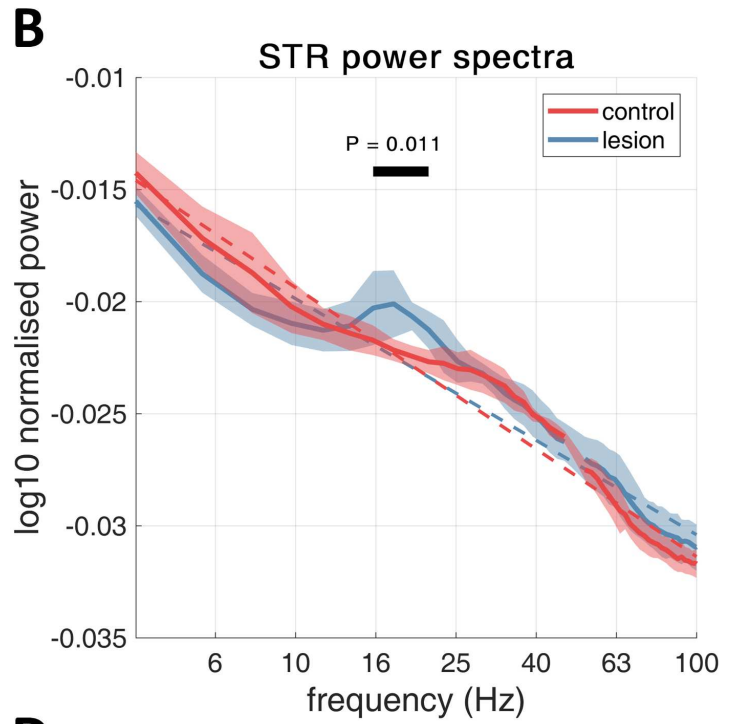 B
STR power spectra
-0.01
control
lesion
P = 0.011
-0.015
-0.02
-0.025
-0.03
-0.035
log10 normalised power
6 10 16 25 40 63 100
frequency (Hz)